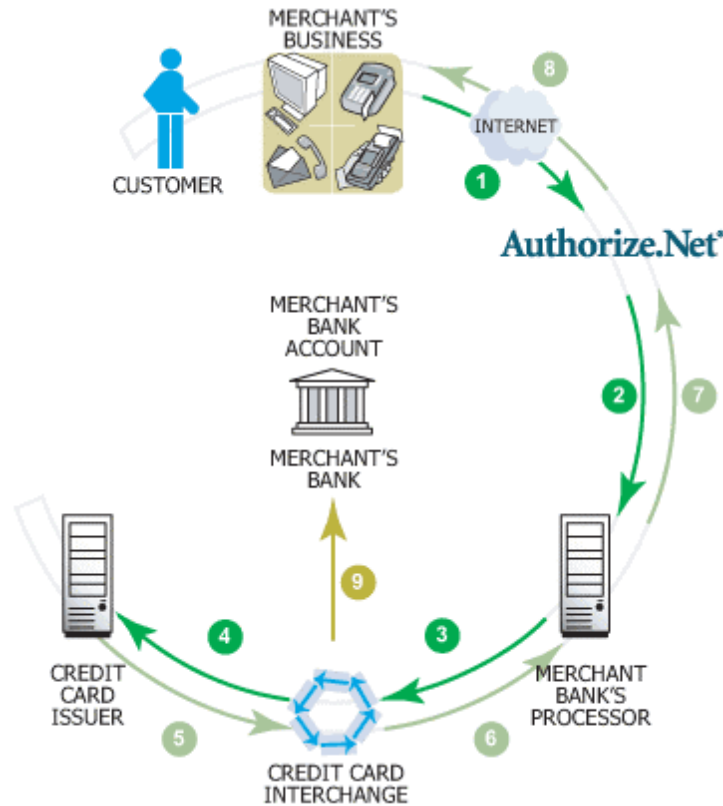 MERCHANT'S
BUSINESS
8
INTERNET
CUSTOMER
1
Authorize.Net®
MERCHANT'S
BANK
ACCOUNT
2
7
MERCHANT'S
BANK
9
4
3
CREDIT
CARD
ISSUER
MERCHANT
BANK'S
PROCESSOR
5
6
CREDIT CARD
INTERCHANGE